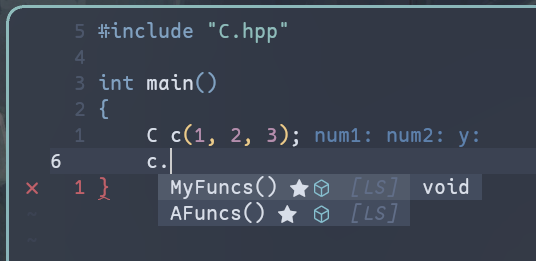 5 #include "C.hpp"
4
3 int main()
2 {
1 C c(1, 2, 3); num1: num2: y:
6 c.
× 1 }
MyFuncs() ★ [LS] void
AFuncs() ★ [LS]
~
~